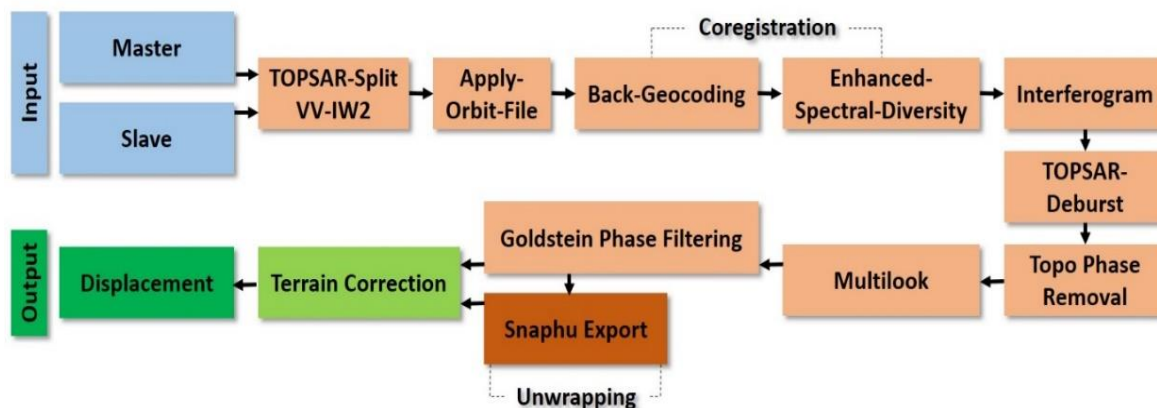 Input
Master
Slave
TOPSAR-Split
VV-IW2
Apply-
Orbit-File
Coregistration
Back-Geocoding
Enhanced-
Spectral-Diversity
Interferogram
TOPSAR-
Deburst
Topo Phase
Removal
Multilook
Goldstein Phase Filtering
Snaphu Export
Unwrapping
Terrain Correction
Displacement
Output